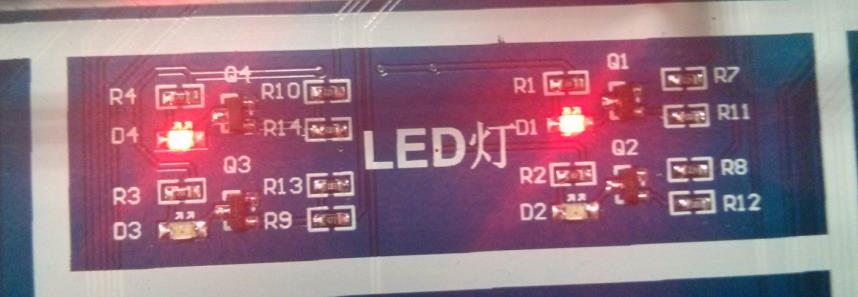 Q4
R4
R10
D4
R14
Q3
R3
R13
D3
R9
LED灯
Q1
R1
R7
D1
R11
Q2
R2
R8
D2
R12